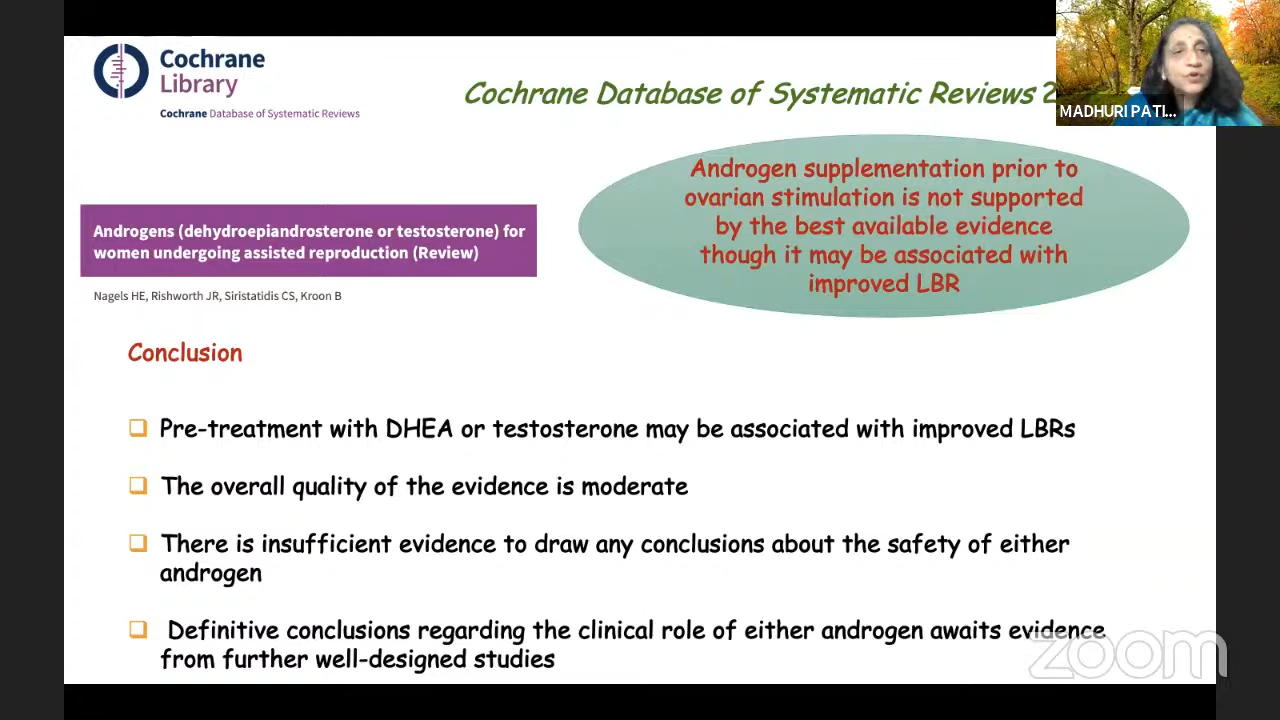 Cochrane
Library
Cochrane Database of Systematic Reviews
Cochrane Database of Systematic Reviews 2
MADHURI PATI...
Androgen supplementation prior to
ovarian stimulation is not supported
by the best available evidence
though it may be associated with
improved LBR
Androgens (dehydroepiandrosterone or testosterone) for
women undergoing assisted reproduction (Review)
Nagels HE, Rishworth JR, Siristatidis CS, Kroon B
Conclusion
Pre-treatment with DHEA or testosterone may be associated with improved LBRs
The overall quality of the evidence is moderate
There is insufficient evidence to draw any conclusions about the safety of either
androgen
Definitive conclusions regarding the clinical role of either androgen awaits evidence
from further well-designed studies
zoom